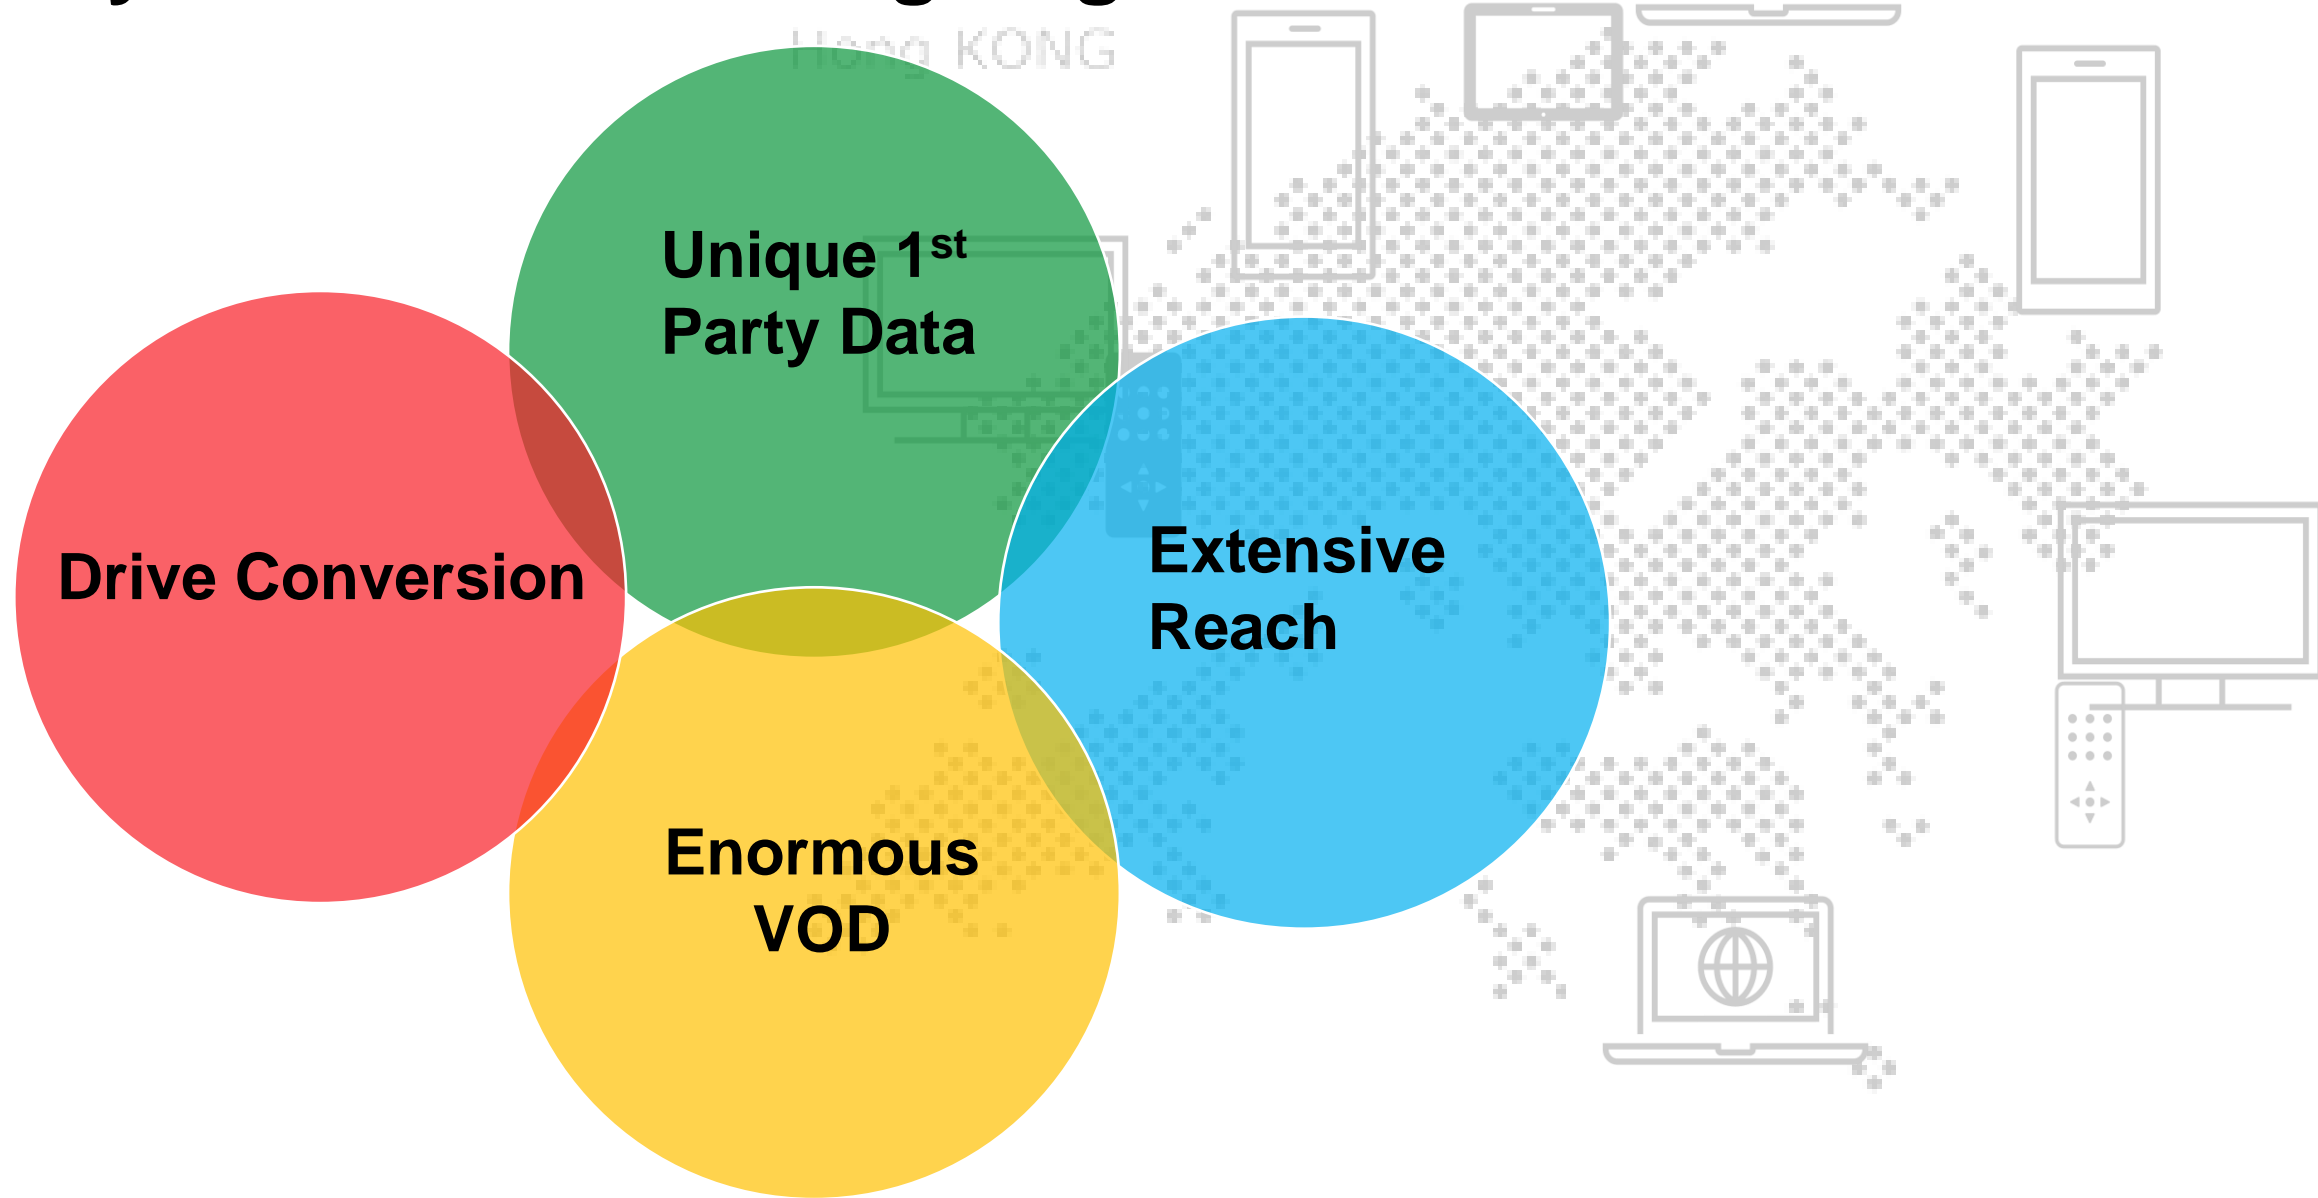 Hong KONG
Unique 1st
Party Data
Drive Conversion
Extensive
Reach
Enormous
VOD